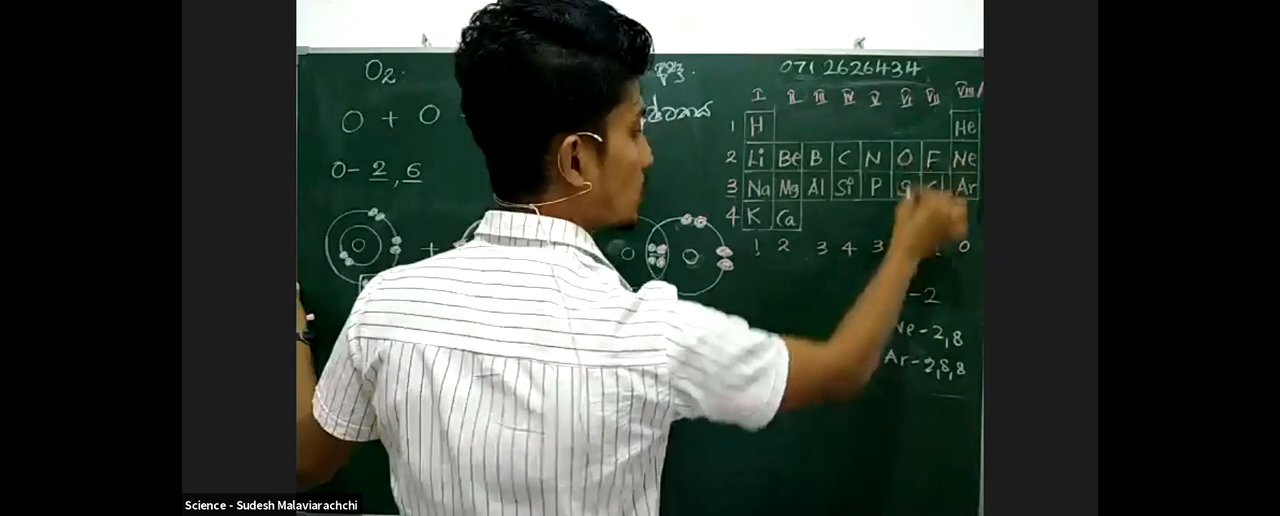 O2.
071 2626434
O + O
I II III IV V VI VII VIII/
1 H He
O- 2, 6
2 Li Be B C N O F Ne
3 Na Mg Al Si P Ar
4 K Ca
+
1 2 3 4 3 0
-2
Ne - 2,8
Ar - 2,8,8
Science - Sudesh Malaviarachchi